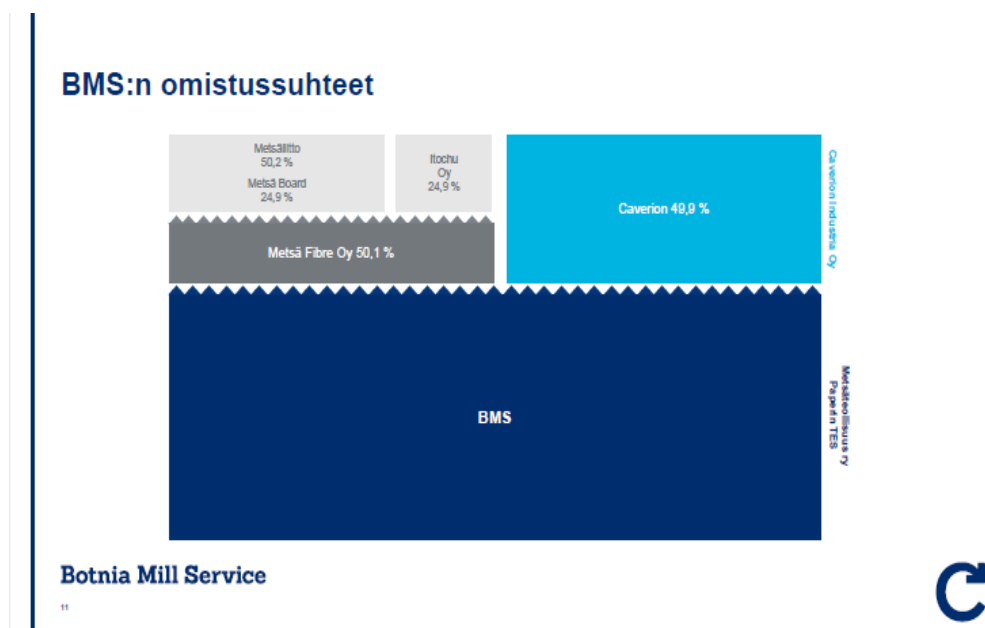 BMS:n omistussuhteet
Metsäliitto
50,2 %
Metsä Board
24,9 %
Itochu
Oy
24,9 %
Metsä Fibre Oy 50,1 %
Caverion 49,9 %
Caverion Industria Oy
BMS
Metsäteollisuus ry
Paperin TES
Botnia Mill Service
11